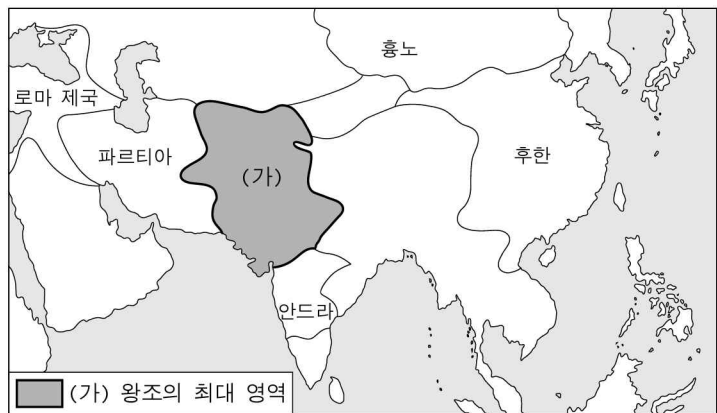 흉노
로마 제국
파르티아
(가)
후한
안드라
(가) 왕조의 최대 영역